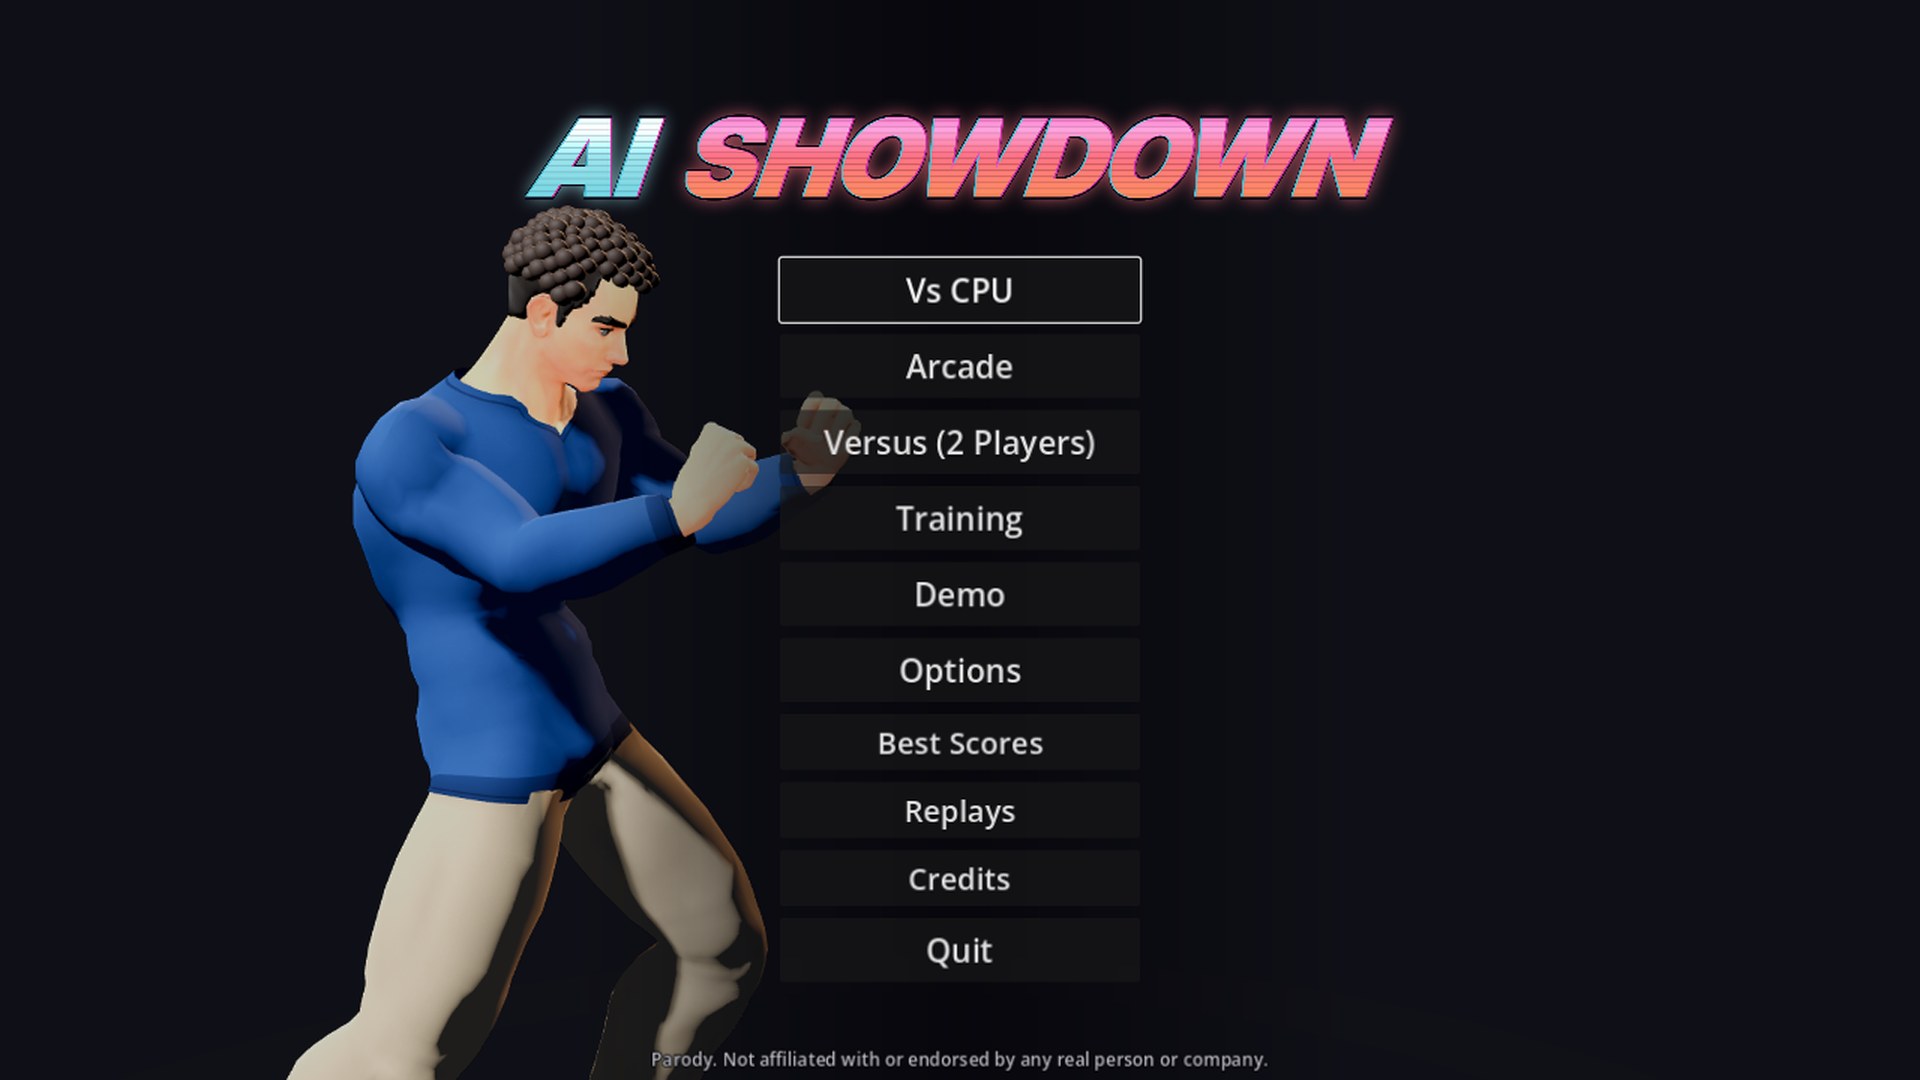 AI SHOWDOWN
Vs CPU
Arcade
Versus (2 Players)
Training
Demo
Options
Best Scores
Replays
Credits
Quit
Parody. Not affiliated with or endorsed by any real person or company.